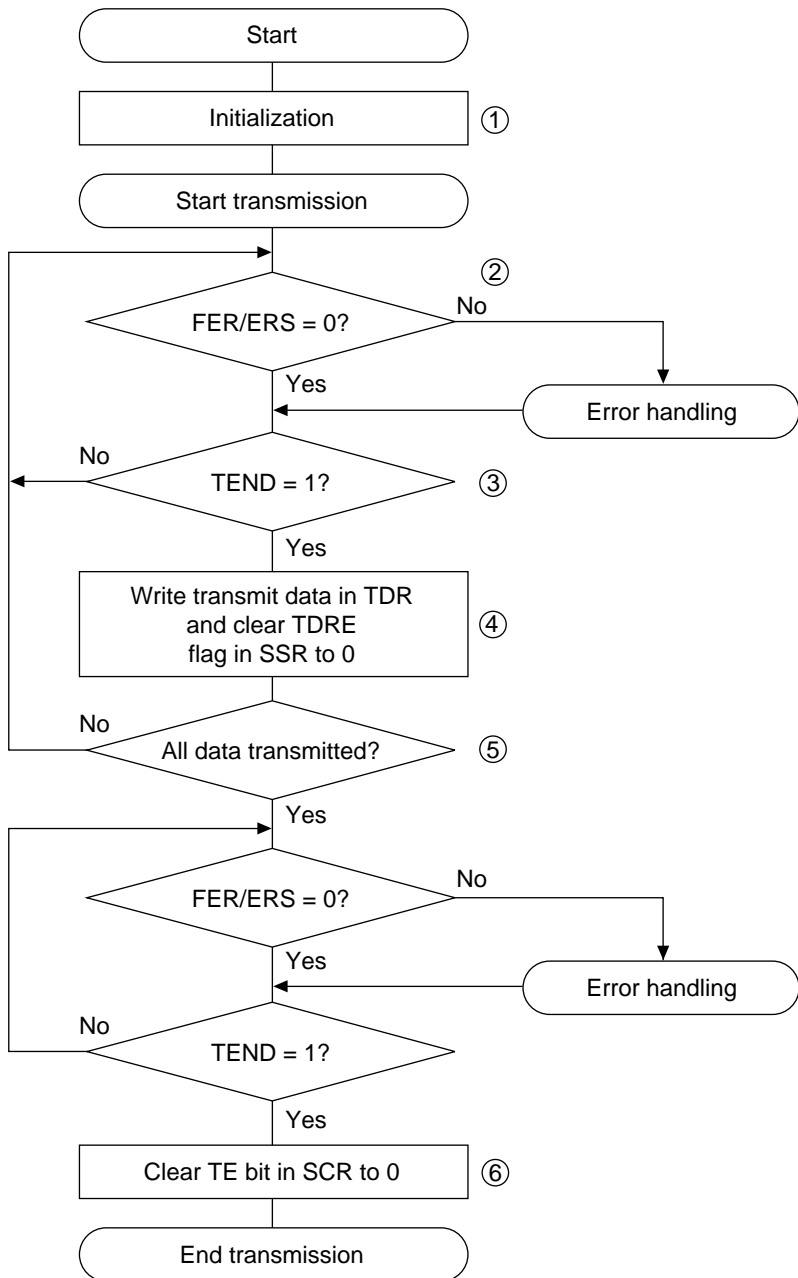 Start
Initialization
①
Start transmission
②
FER/ERS = 0?
No
Yes
Error handling
No
TEND = 1?
③
Yes
Write transmit data in TDR
and clear TDRE
flag in SSR to 0
④
No
All data transmitted?
⑤
Yes
FER/ERS = 0?
No
Yes
Error handling
No
TEND = 1?
Yes
Clear TE bit in SCR to 0
⑥
End transmission